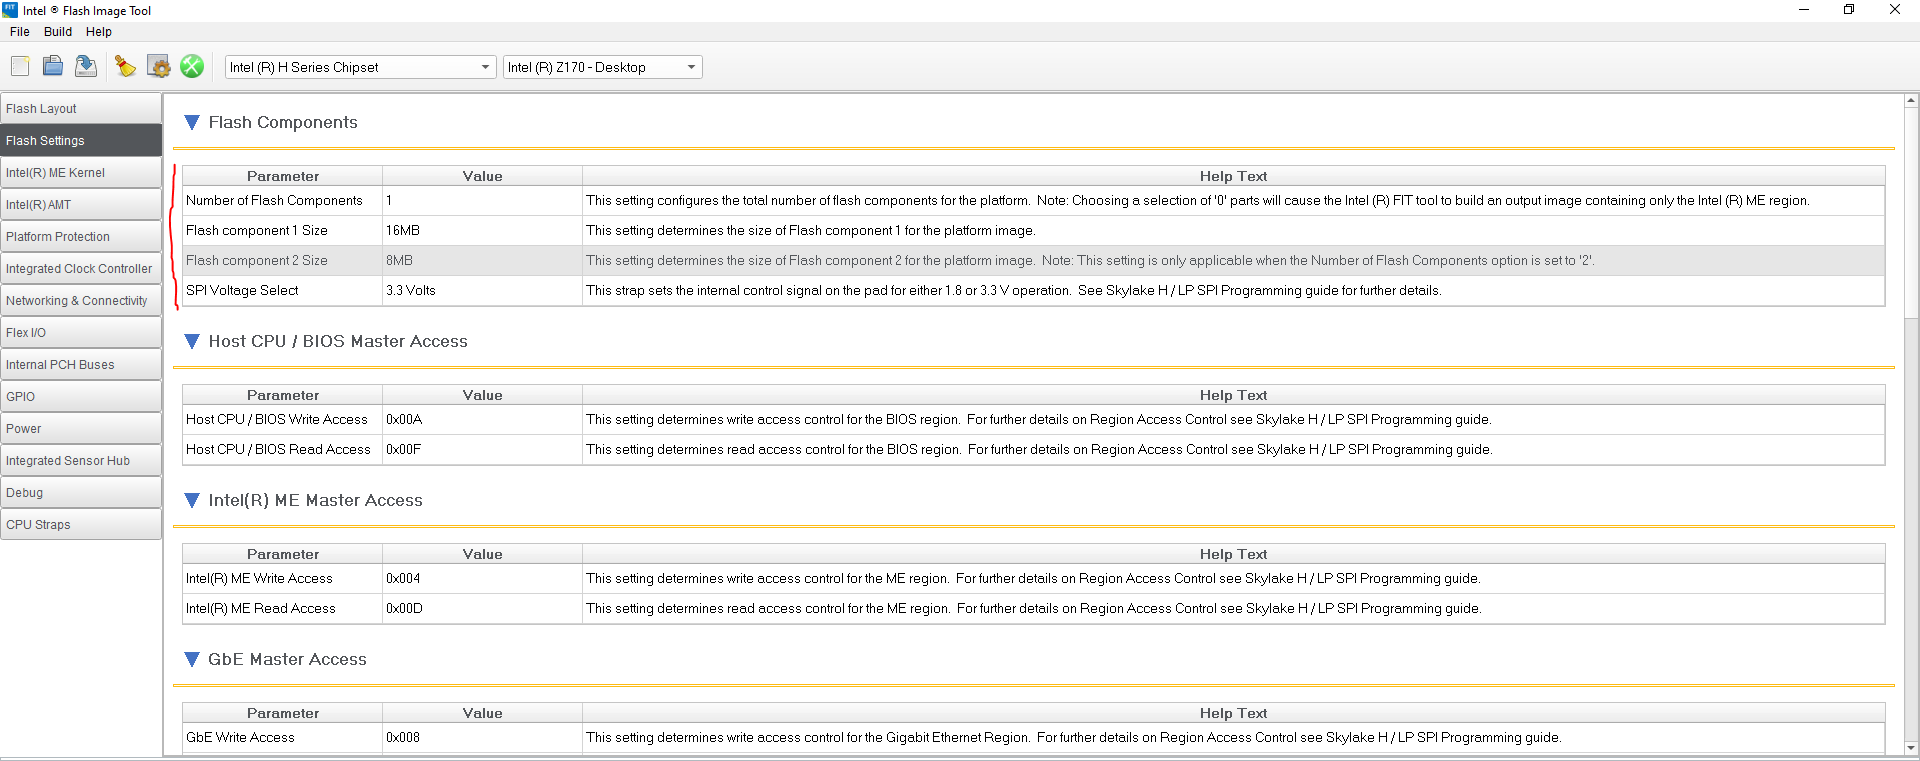 FIT Intel ® Flash Image Tool
File Build Help
Intel (R) H Series Chipset Intel (R) Z170 - Desktop
Flash Layout
Flash Settings
Intel(R) ME Kernel
Intel(R) AMT
Platform Protection
Integrated Clock Controller
Networking & Connectivity
Flex I/O
Internal PCH Buses
GPIO
Power
Integrated Sensor Hub
Debug
CPU Straps
Flash Components
Parameter Value Help Text
Number of Flash Components 1 This setting configures the total number of flash components for the platform. Note: Choosing a selection of '0' parts will cause the Intel (R) FIT tool to build an output image containing only the Intel (R) ME region.
Flash component 1 Size 16MB This setting determines the size of Flash component 1 for the platform image.
Flash component 2 Size 8MB This setting determines the size of Flash component 2 for the platform image. Note: This setting is only applicable when the Number of Flash Components option is set to '2'.
SPI Voltage Select 3.3 Volts This strap sets the internal control signal on the pad for either 1.8 or 3.3 V operation. See Skylake H / LP SPI Programming guide for further details.
Host CPU / BIOS Master Access
Parameter Value Help Text
Host CPU / BIOS Write Access 0x00A This setting determines write access control for the BIOS region. For further details on Region Access Control see Skylake H / LP SPI Programming guide.
Host CPU / BIOS Read Access 0x00F This setting determines read access control for the BIOS region. For further details on Region Access Control see Skylake H / LP SPI Programming guide.
Intel(R) ME Master Access
Parameter Value Help Text
Intel(R) ME Write Access 0x004 This setting determines write access control for the ME region. For further details on Region Access Control see Skylake H / LP SPI Programming guide.
Intel(R) ME Read Access 0x00D This setting determines read access control for the ME region. For further details on Region Access Control see Skylake H / LP SPI Programming guide.
GbE Master Access
Parameter Value Help Text
GbE Write Access 0x008 This setting determines write access control for the Gigabit Ethernet Region. For further details on Region Access Control see Skylake H / LP SPI Programming guide.